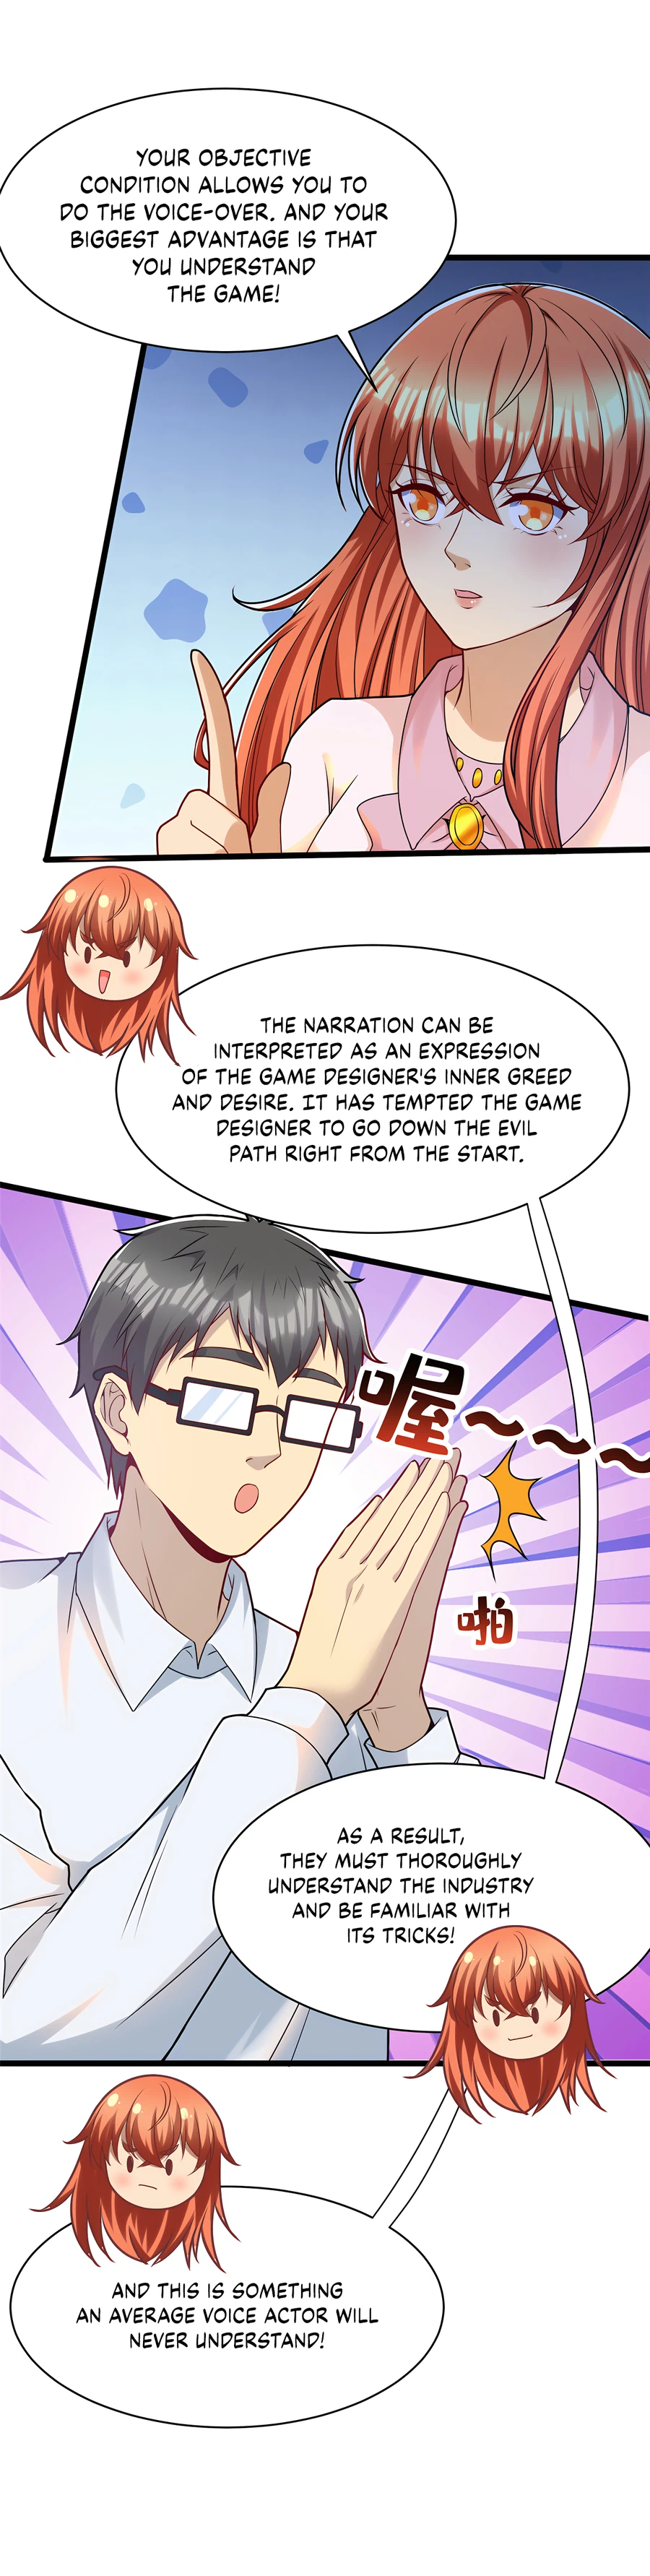 YOUR OBJECTIVE
CONDITION ALLOWS YOU TO
DO THE VOICE-OVER. AND YOUR
BIGGEST ADVANTAGE IS THAT
YOU UNDERSTAND
THE GAME!
THE NARRATION CAN BE
INTERPRETED AS AN EXPRESSION
OF THE GAME DESIGNER'S INNER GREED
AND DESIRE. IT HAS TEMPTED THE GAME
DESIGNER TO GO DOWN THE EVIL
PATH RIGHT FROM THE START.
喔~~~
啪
AS A RESULT,
THEY MUST THOROUGHLY
UNDERSTAND THE INDUSTRY
AND BE FAMILIAR WITH
ITS TRICKS!
AND THIS IS SOMETHING
AN AVERAGE VOICE ACTOR WILL
NEVER UNDERSTAND!